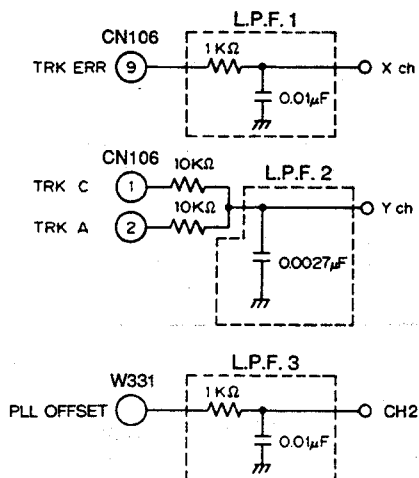 L.P.F. 1
CN106
1KΩ
TRK ERR 9 X ch
0.01μF
CN106
10KΩ
TRK C 1
L.P.F. 2
10KΩ
Y ch
TRK A 2
0.0027μF
L.P.F. 3
W331
1KΩ
PLL OFFSET CH2
0.01μF